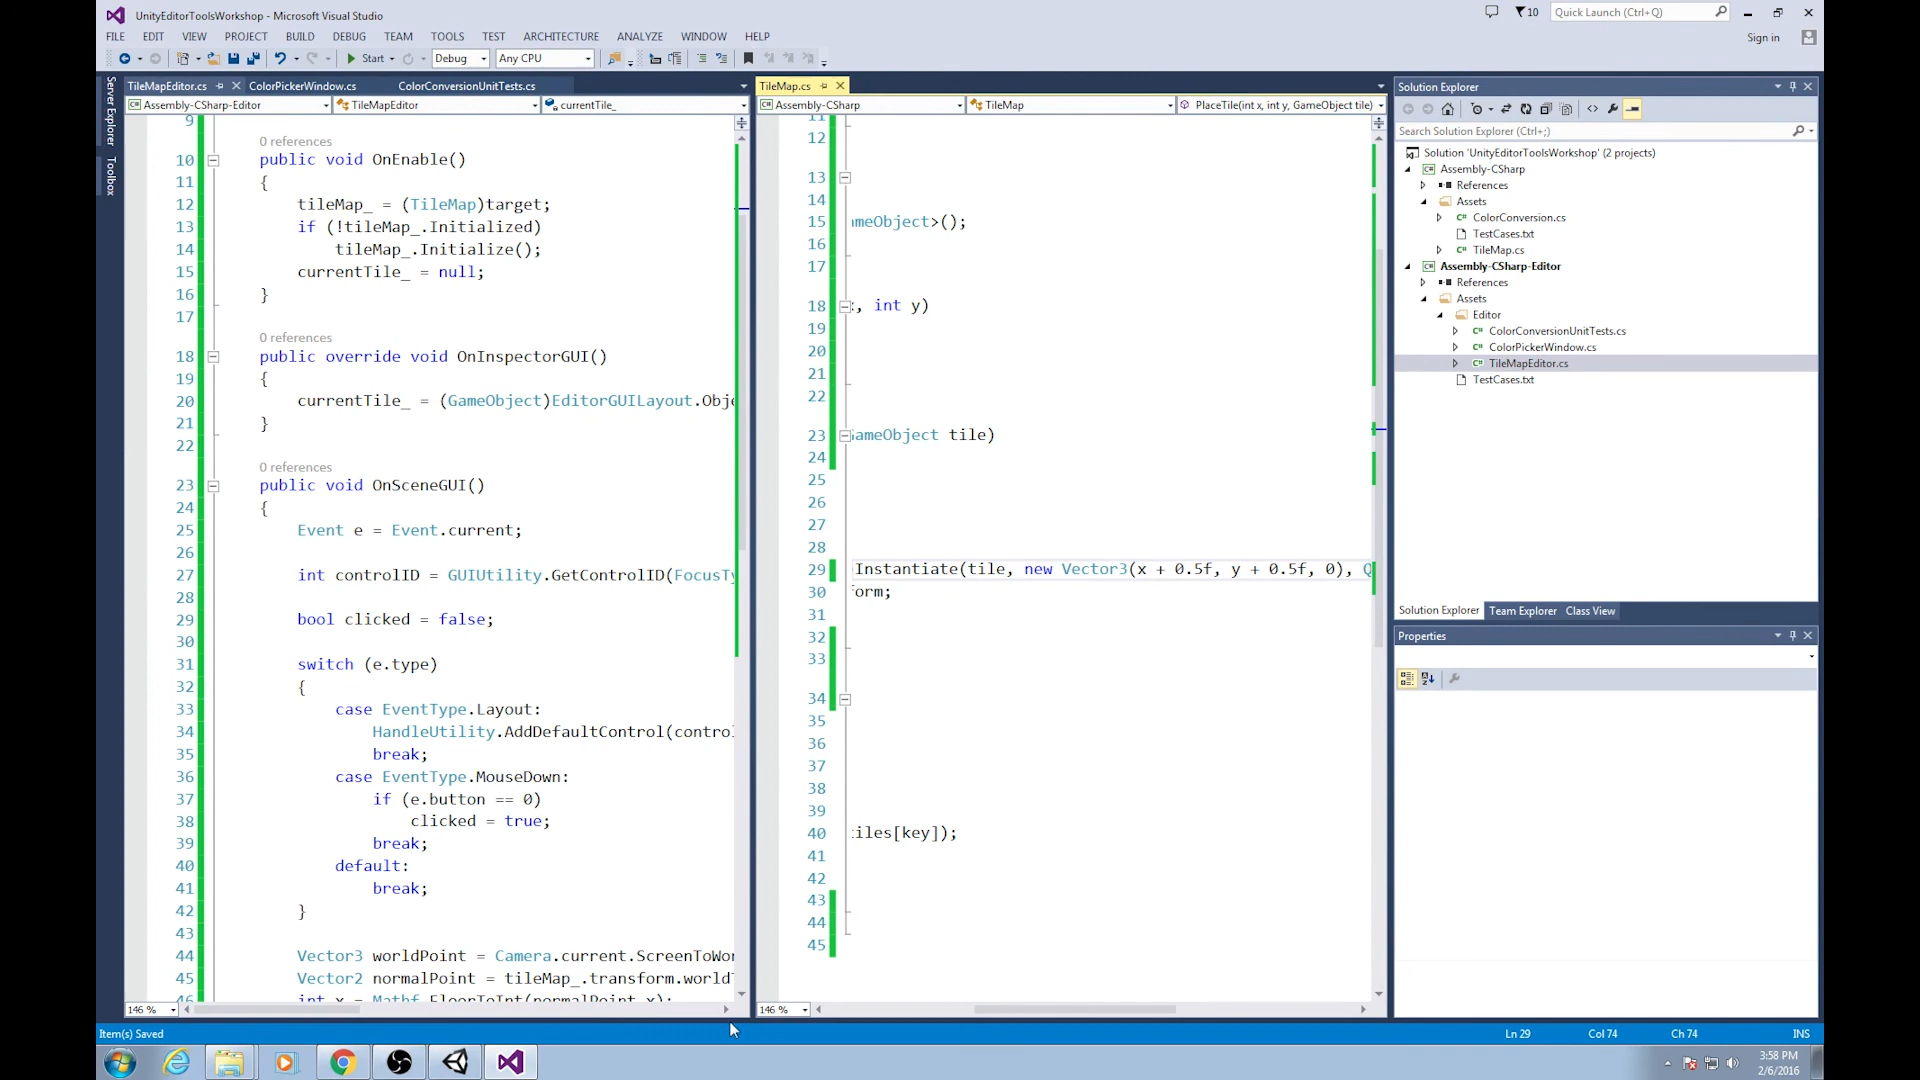 UnityEditorToolsWorkshop - Microsoft Visual Studio
10
Quick Launch (Ctrl+Q)
FILE EDIT VIEW PROJECT BUILD DEBUG TEAM TOOLS TEST ARCHITECTURE ANALYZE WINDOW HELP
Sign in
Start Debug Any CPU
Server Explorer
Toolbox
TileMapEditor.cs ColorPickerWindow.cs ColorConversionUnitTests.cs
Assembly-CSharp-Editor TileMapEditor currentTile_
9
0 references
10 public void OnEnable()
11 {
12 tileMap_ = (TileMap)target;
13 if (!tileMap_.Initialized)
14 tileMap_.Initialize();
15 currentTile_ = null;
16 }
17
0 references
18 public override void OnInspectorGUI()
19 {
20 currentTile_ = (GameObject)EditorGUILayout.Obje
21 }
22
0 references
23 public void OnSceneGUI()
24 {
25 Event e = Event.current;
26
27 int controlID = GUIUtility.GetControlID(FocusTy
28
29 bool clicked = false;
30
31 switch (e.type)
32 {
33 case EventType.Layout:
34 HandleUtility.AddDefaultControl(control
35 break;
36 case EventType.MouseDown:
37 if (e.button == 0)
38 clicked = true;
39 break;
40 default:
41 break;
42 }
43
44 Vector3 worldPoint = Camera.current.ScreenToWor
45 Vector2 normalPoint = tileMap_.transform.worldT
46 int x = Mathf.FloorToInt(normalPoint.x);
146 %
TileMap.cs
Assembly-CSharp TileMap PlaceTile(int x, int y, GameObject tile)
11
12
13
14
15 ameObject>();
16
17
18 , int y)
19
20
21
22
23 GameObject tile)
24
25
26
27
28
29 Instantiate(tile, new Vector3(x + 0.5f, y + 0.5f, 0), Q
30 form;
31
32
33
34
35
36
37
38
39
40 tiles[key]);
41
42
43
44
45
146 %
Solution Explorer
Search Solution Explorer (Ctrl+;)
Solution 'UnityEditorToolsWorkshop' (2 projects)
Assembly-CSharp
References
Assets
ColorConversion.cs
TestCases.txt
TileMap.cs
Assembly-CSharp-Editor
References
Assets
Editor
ColorConversionUnitTests.cs
ColorPickerWindow.cs
TileMapEditor.cs
TestCases.txt
Solution Explorer Team Explorer Class View
Properties
Item(s) Saved
Ln 29 Col 74 Ch 74 INS
3:58 PM
2/6/2016